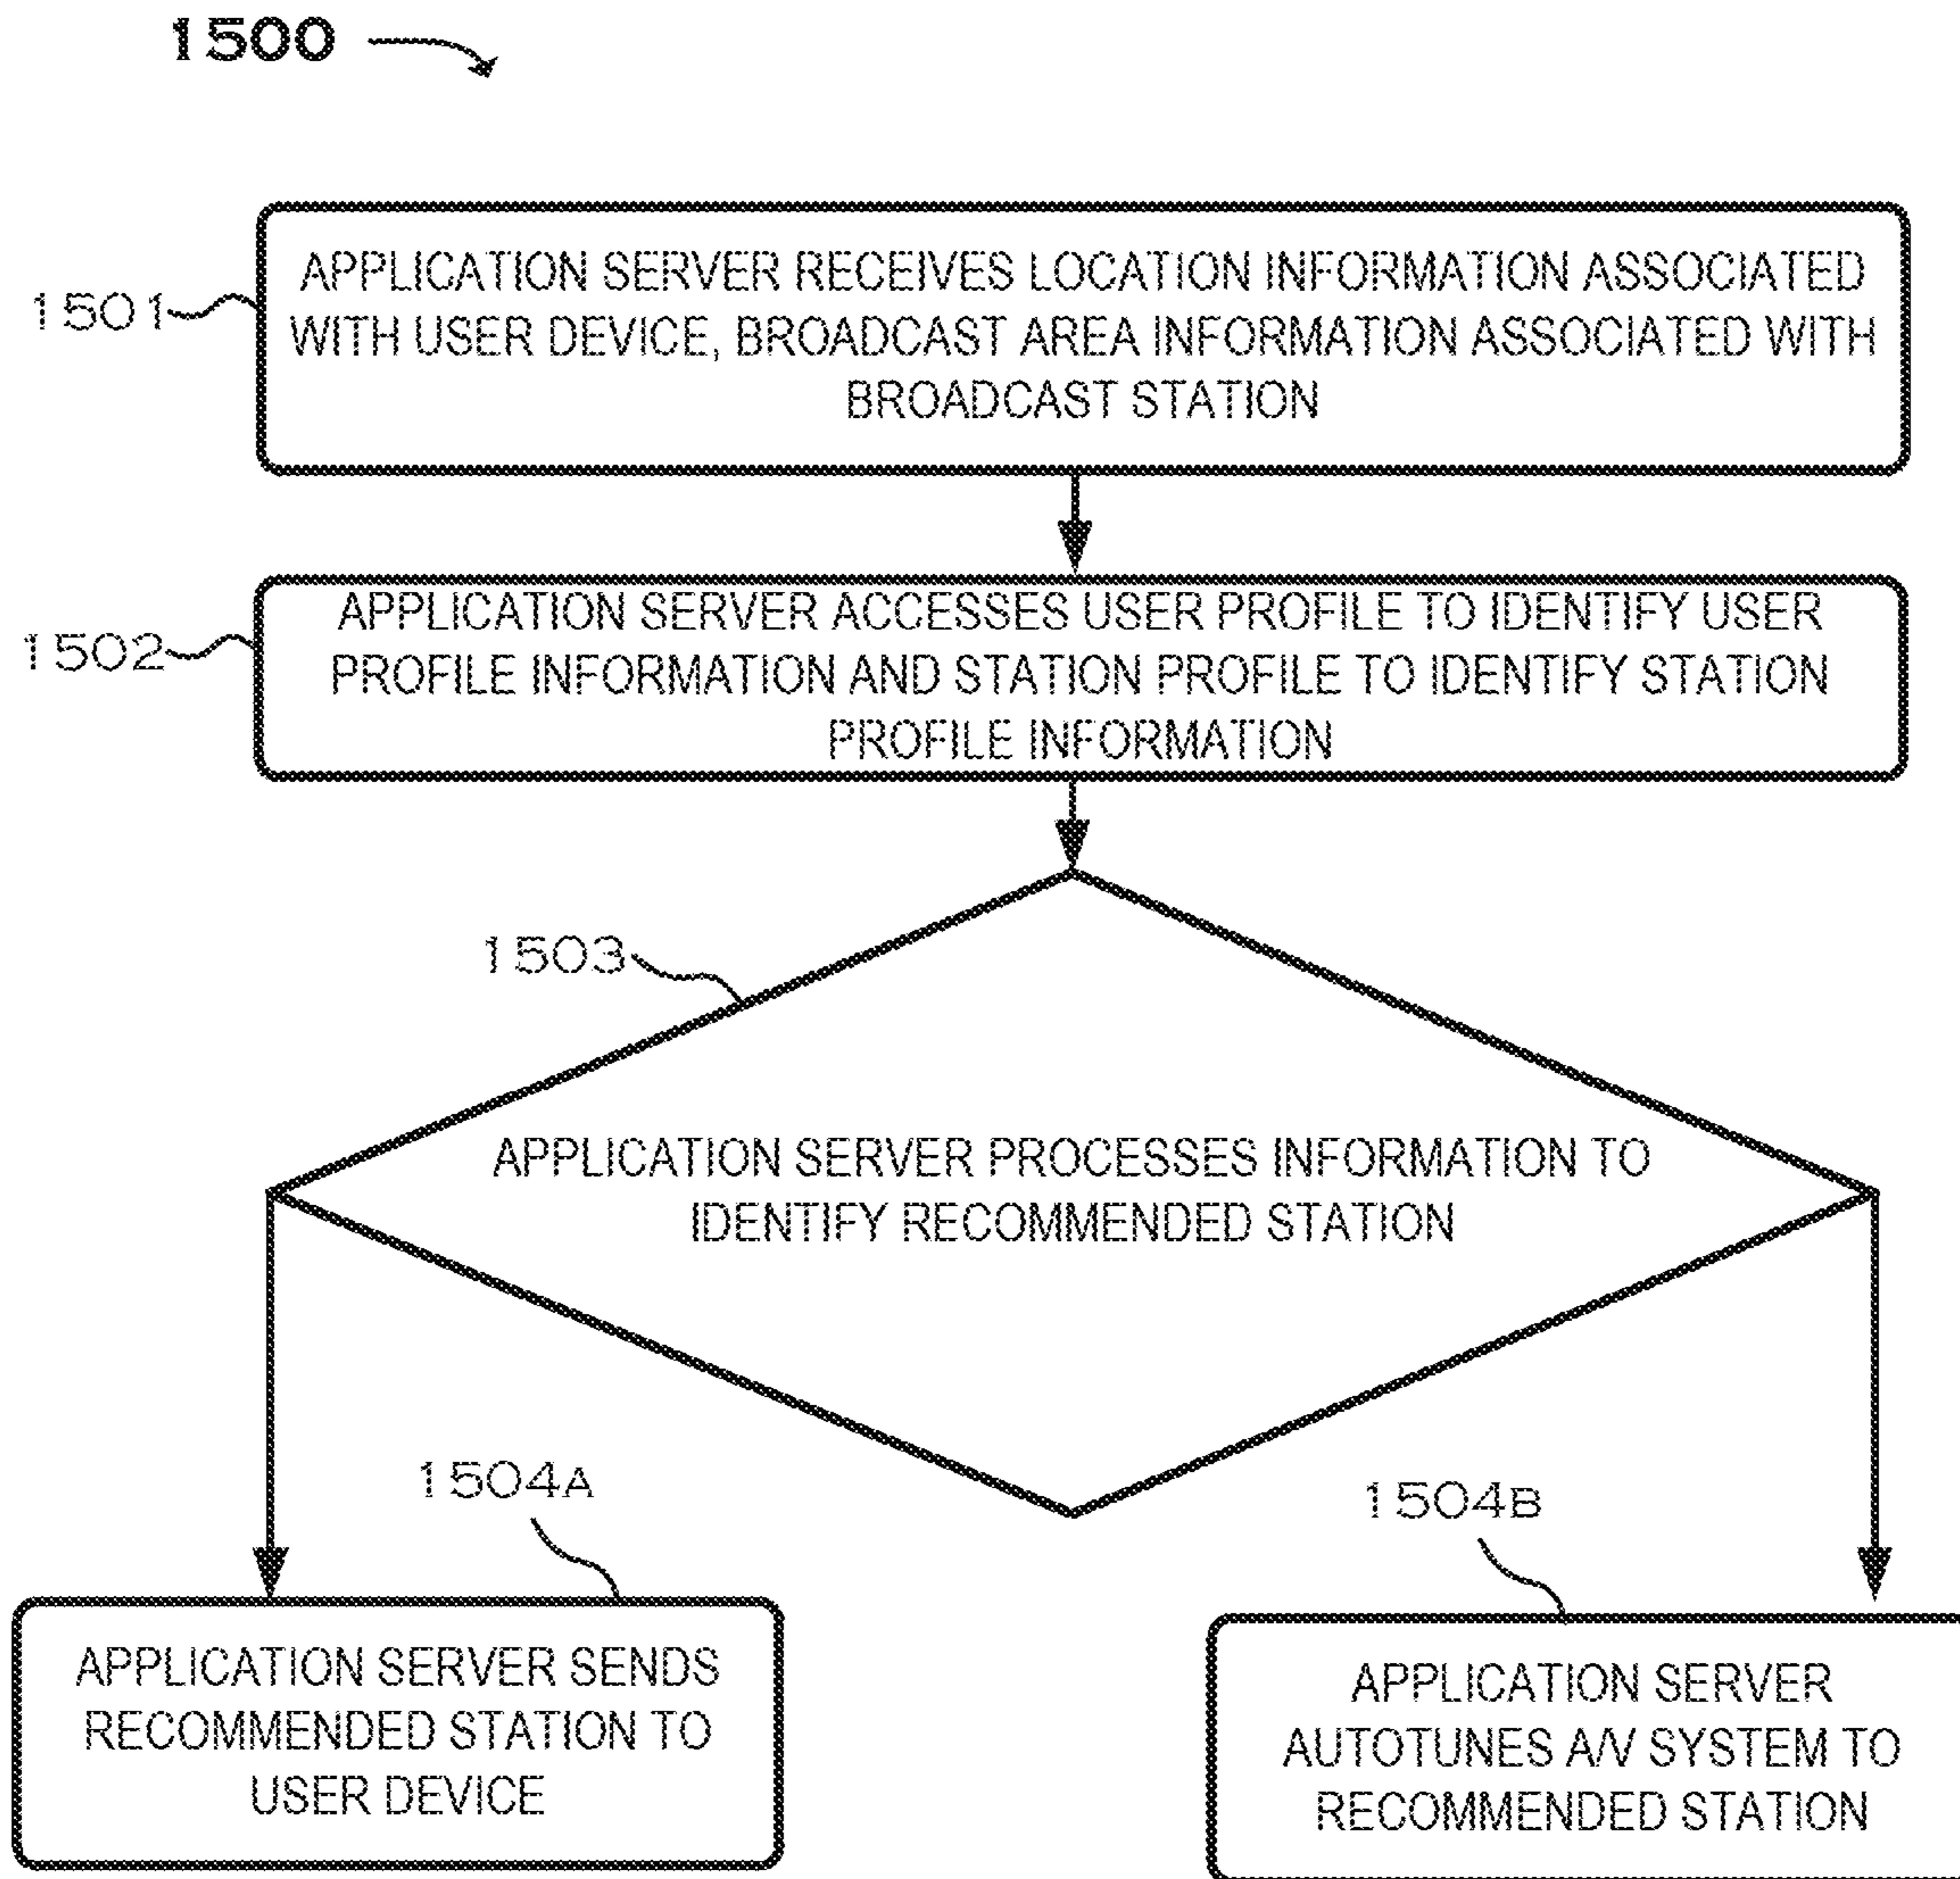 1500
1501
APPLICATION SERVER RECEIVES LOCATION INFORMATION ASSOCIATED
WITH USER DEVICE, BROADCAST AREA INFORMATION ASSOCIATED WITH
BROADCAST STATION
1502
APPLICATION SERVER ACCESSES USER PROFILE TO IDENTIFY USER
PROFILE INFORMATION AND STATION PROFILE TO IDENTIFY STATION
PROFILE INFORMATION
1503
APPLICATION SERVER PROCESSES INFORMATION TO
IDENTIFY RECOMMENDED STATION
1504A
APPLICATION SERVER SENDS
RECOMMENDED STATION TO
USER DEVICE
1504B
APPLICATION SERVER
AUTOTUNES A/V SYSTEM TO
RECOMMENDED STATION